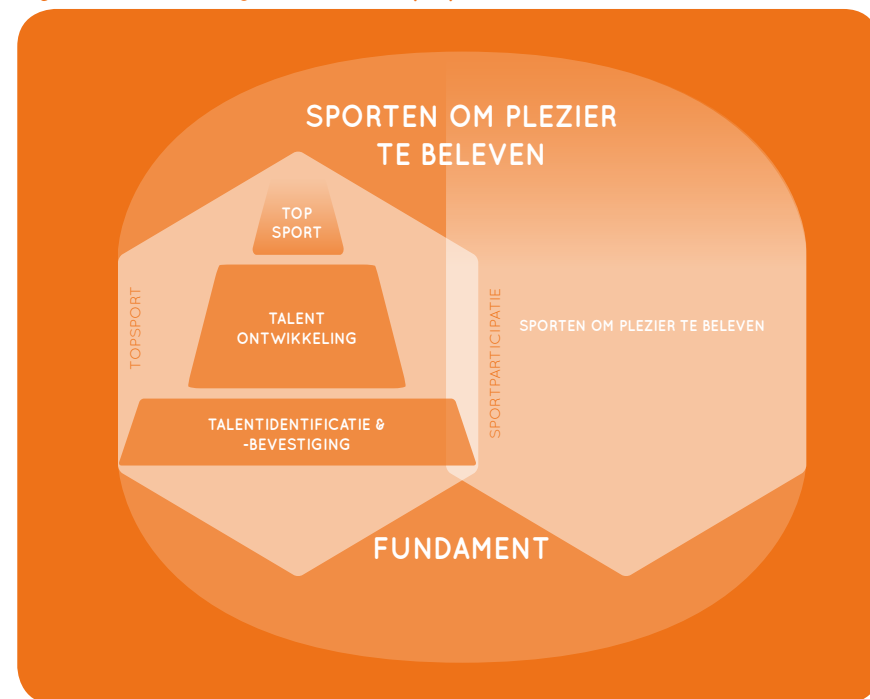 SPORTEN OM PLEZIER
TE BELEVEN
TOP
SPORT
TOPSPORT
TALENT
ONTWIKKELING
SPORTPARTICIPATIE
SPORTEN OM PLEZIER TE BELEVEN
TALENTIDENTIFICATIE &
-BEVESTIGING
FUNDAMENT